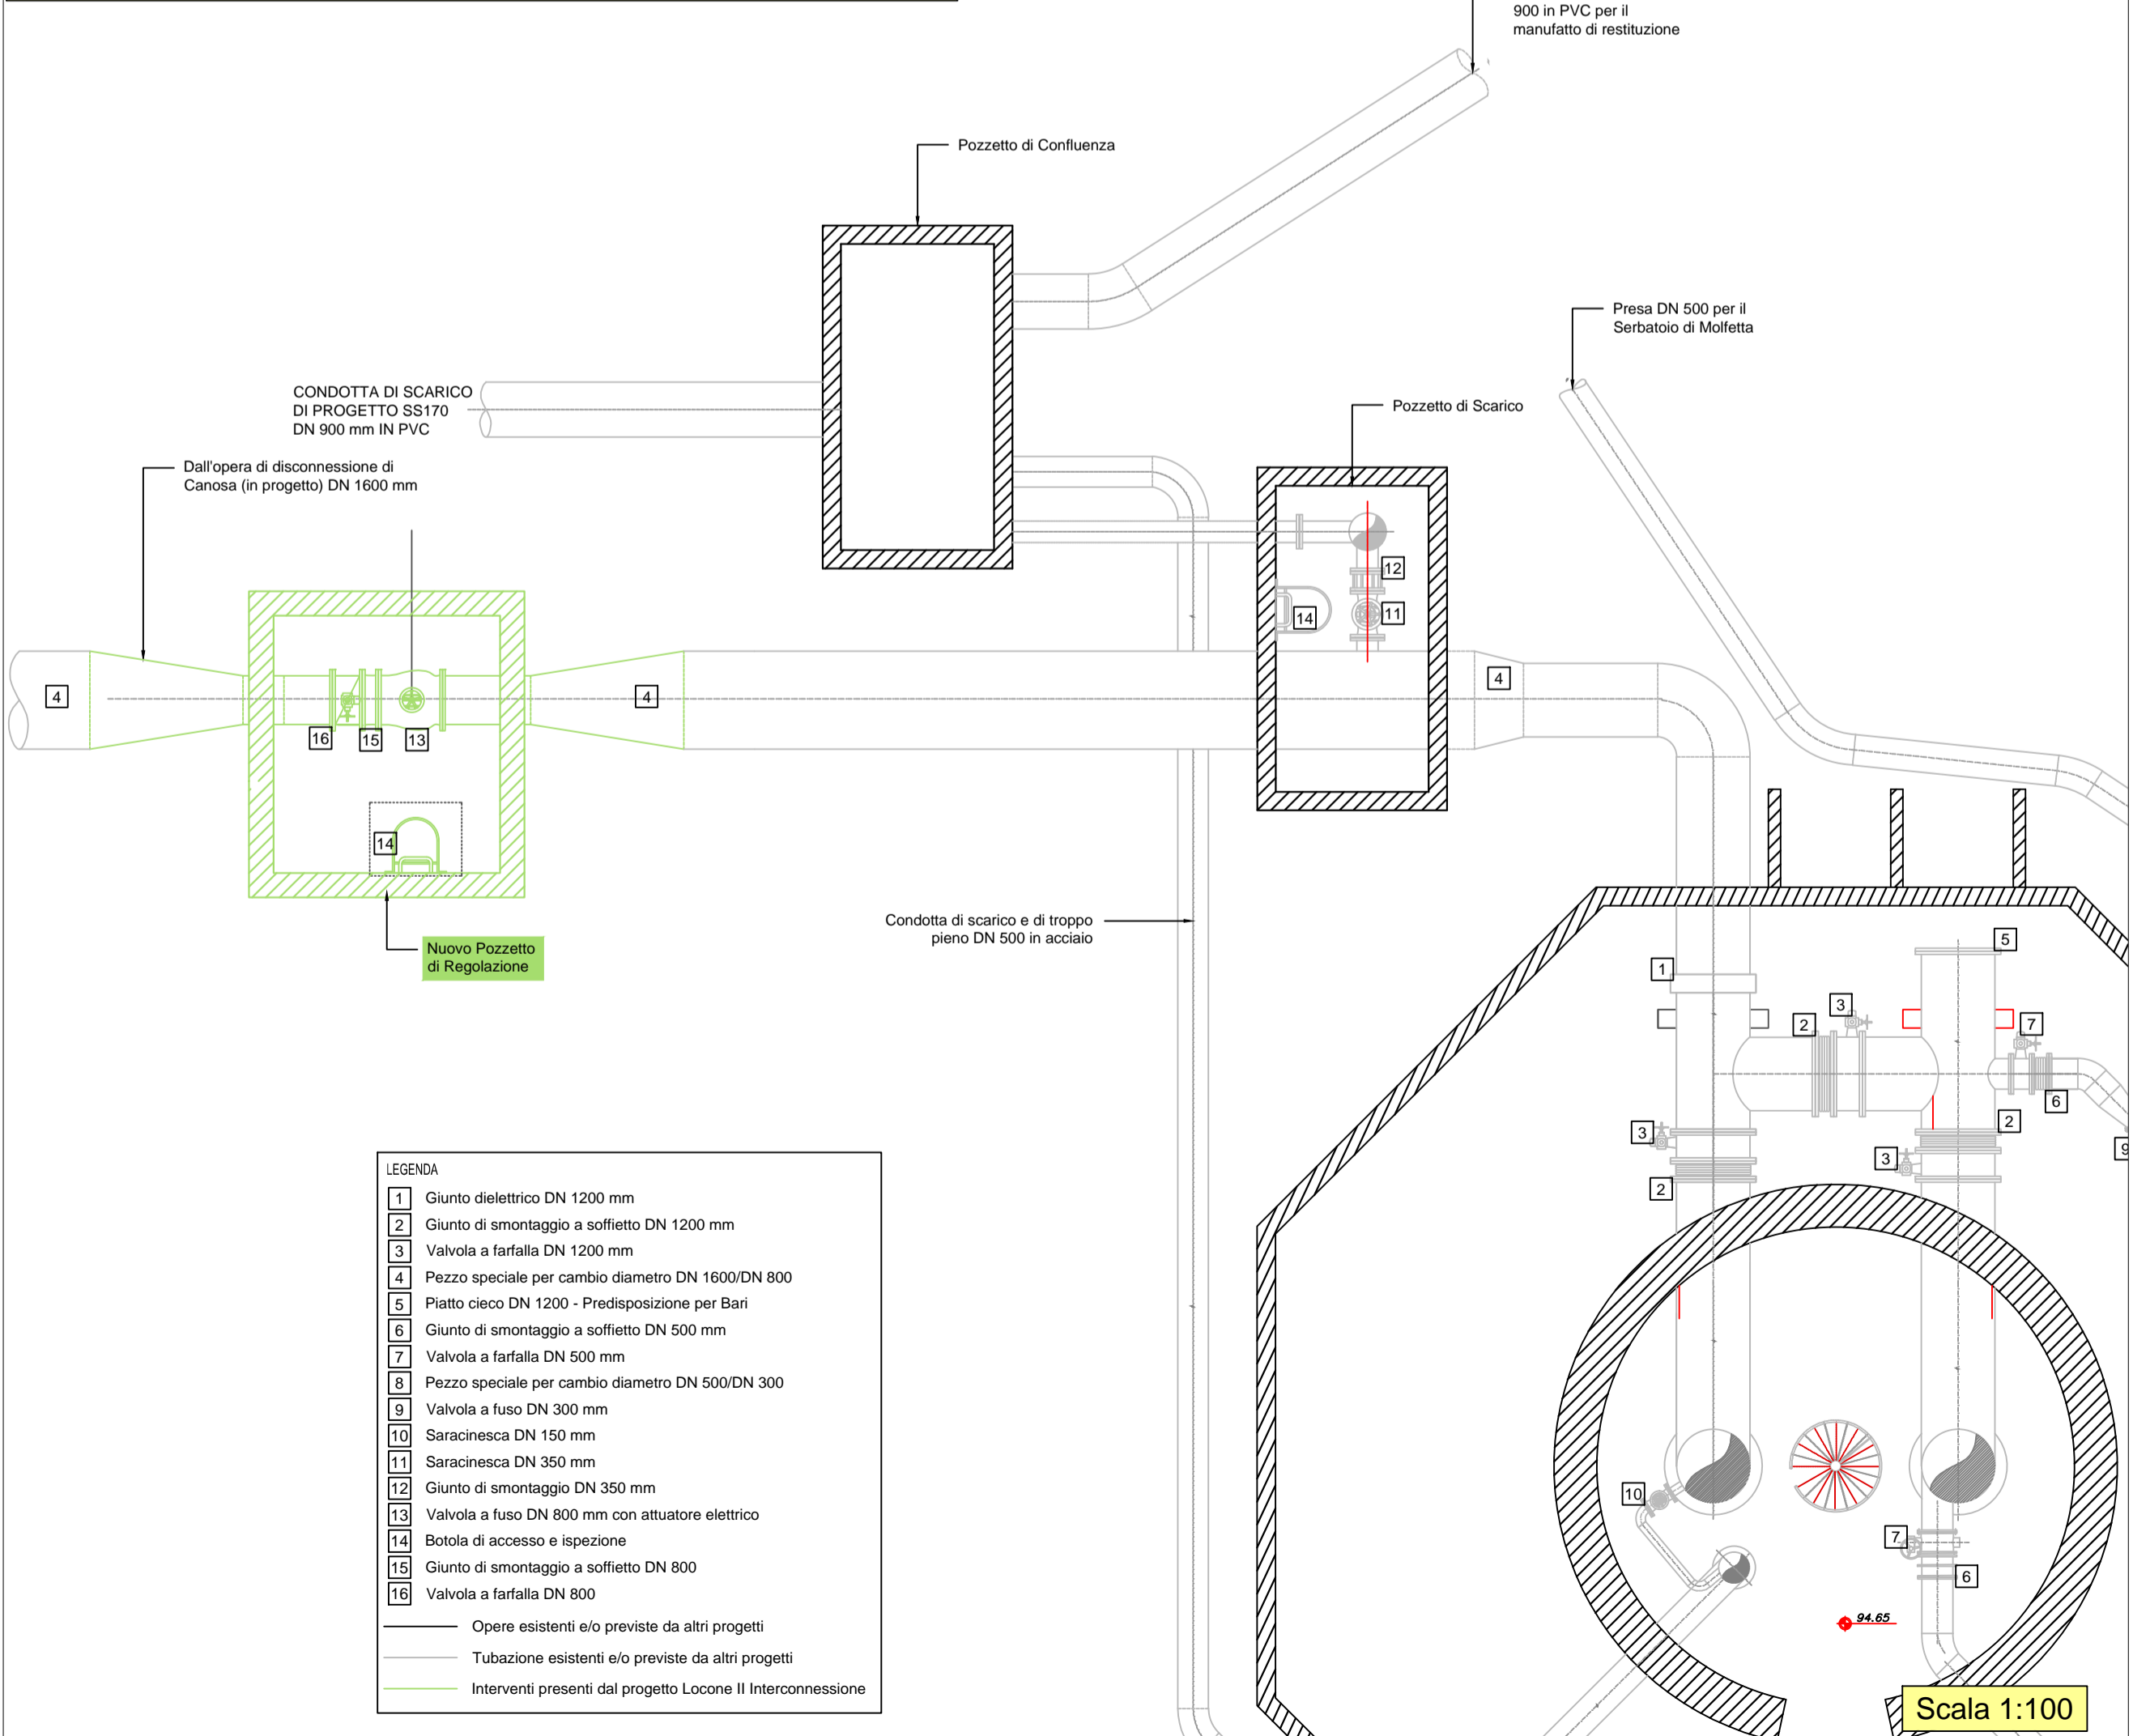 900 in PVC per il
manufatto di restituzione
Pozzetto di Confluenza
Presa DN 500 per il
Serbatoio di Molfetta
CONDOTTA DI SCARICO
DI PROGETTO SS170
DN 900 mm IN PVC
Pozzetto di Scarico
Dall'opera di disconnessione di
Canosa (in progetto) DN 1600 mm
12
14
11
4
4
4
16
15
13
14
Condotta di scarico e di troppo
pieno DN 500 in acciaio
Nuovo Pozzetto
di Regolazione
5
1
3
2
7
6
2
3
3
9
2
LEGENDA
1 Giunto dielettrico DN 1200 mm
2 Giunto di smontaggio a soffietto DN 1200 mm
3 Valvola a farfalla DN 1200 mm
4 Pezzo speciale per cambio diametro DN 1600/DN 800
5 Piatto cieco DN 1200 - Predisposizione per Bari
6 Giunto di smontaggio a soffietto DN 500 mm
7 Valvola a farfalla DN 500 mm
8 Pezzo speciale per cambio diametro DN 500/DN 300
9 Valvola a fuso DN 300 mm
10 Saracinesca DN 150 mm
11 Saracinesca DN 350 mm
12 Giunto di smontaggio DN 350 mm
13 Valvola a fuso DN 800 mm con attuatore elettrico
14 Botola di accesso e ispezione
15 Giunto di smontaggio a soffietto DN 800
16 Valvola a farfalla DN 800
Opere esistenti e/o previste da altri progetti
Tubazione esistenti e/o previste da altri progetti
Interventi presenti dal progetto Locone II Interconnessione
10
7
6
94.65
Scala 1:100